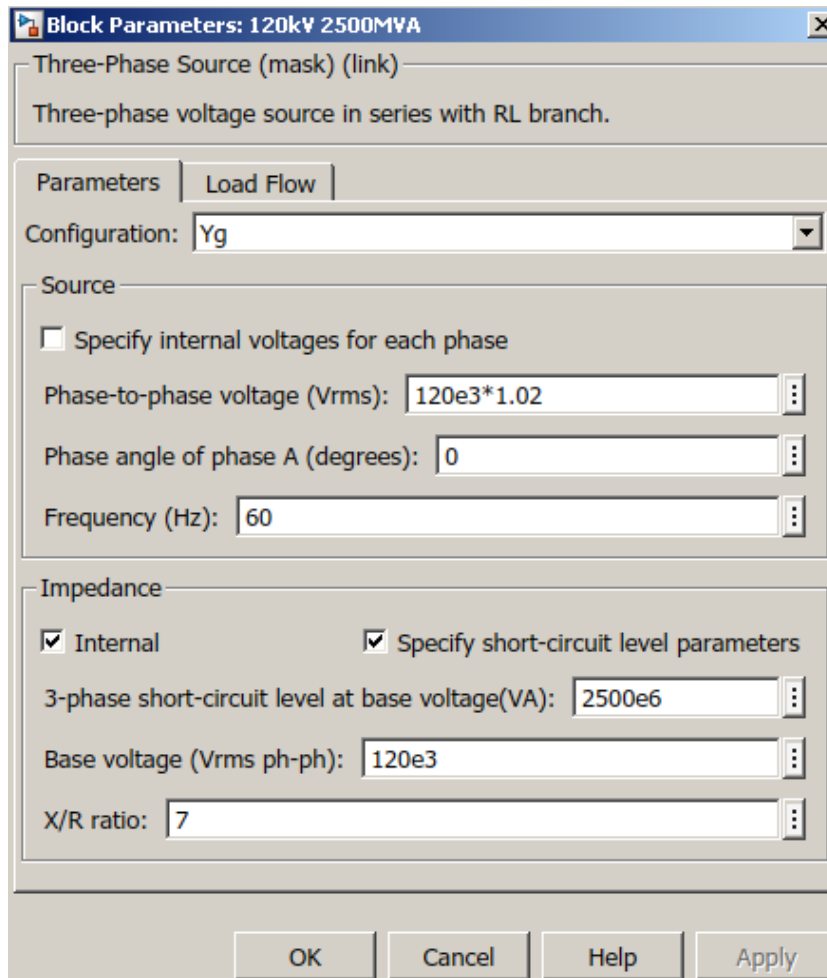 Block Parameters: 120kV 2500MVA
Three-Phase Source (mask) (link)
Three-phase voltage source in series with RL branch.
Parameters Load Flow
Configuration: Yg
Source
Specify internal voltages for each phase
Phase-to-phase voltage (Vrms): 120e3*1.02
Phase angle of phase A (degrees): 0
Frequency (Hz): 60
Impedance
Internal Specify short-circuit level parameters
3-phase short-circuit level at base voltage(VA): 2500e6
Base voltage (Vrms ph-ph): 120e3
X/R ratio: 7
OK Cancel Help Apply